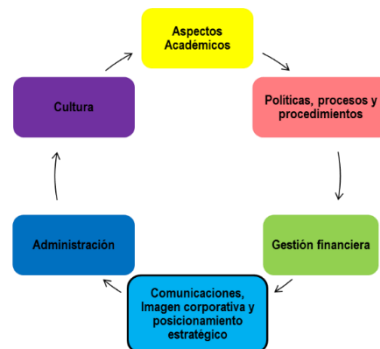 Aspectos
Académicos
Políticas, procesos y
procedimientos
Gestión financiera
Comunicaciones,
Imagen corporativa y
posicionamiento
estratégico
Administración
Cultura